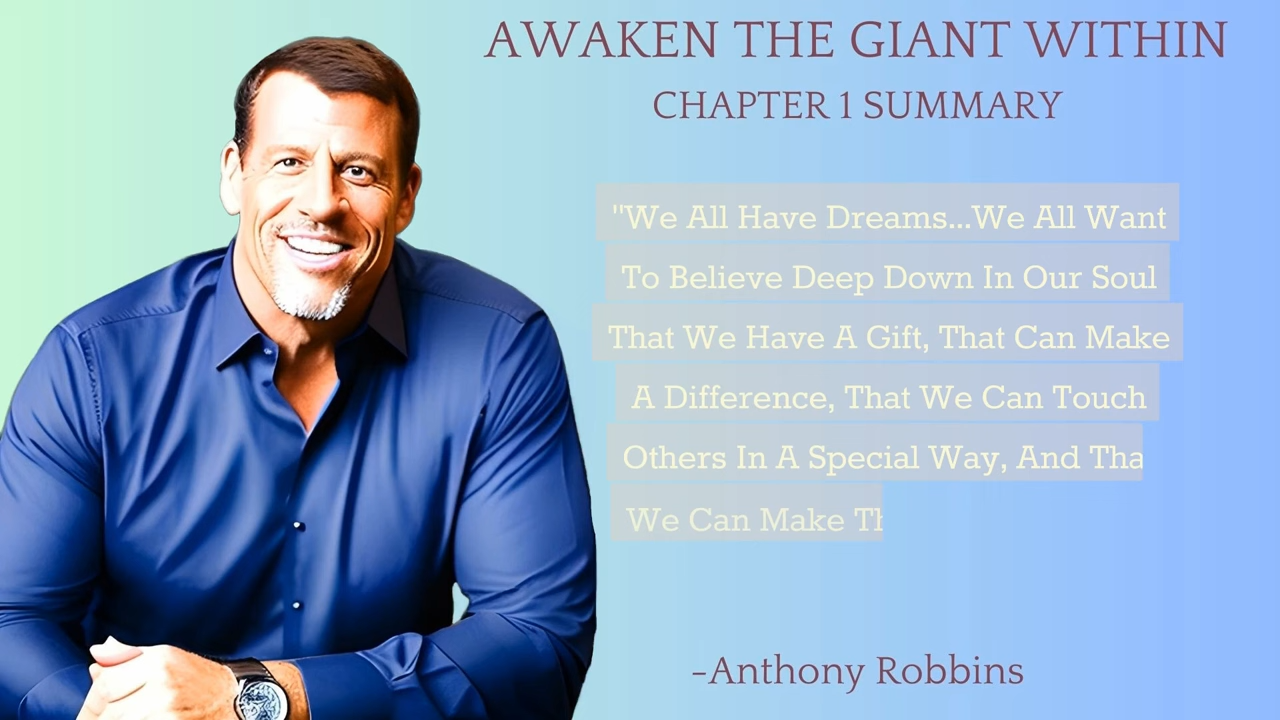 AWAKEN THE GIANT WITHIN
CHAPTER 1 SUMMARY
"We All Have Dreams...We All Want
To Believe Deep Down In Our Soul
That We Have A Gift, That Can Make
A Difference, That We Can Touch
Others In A Special Way, And Tha
We Can Make Th
-Anthony Robbins